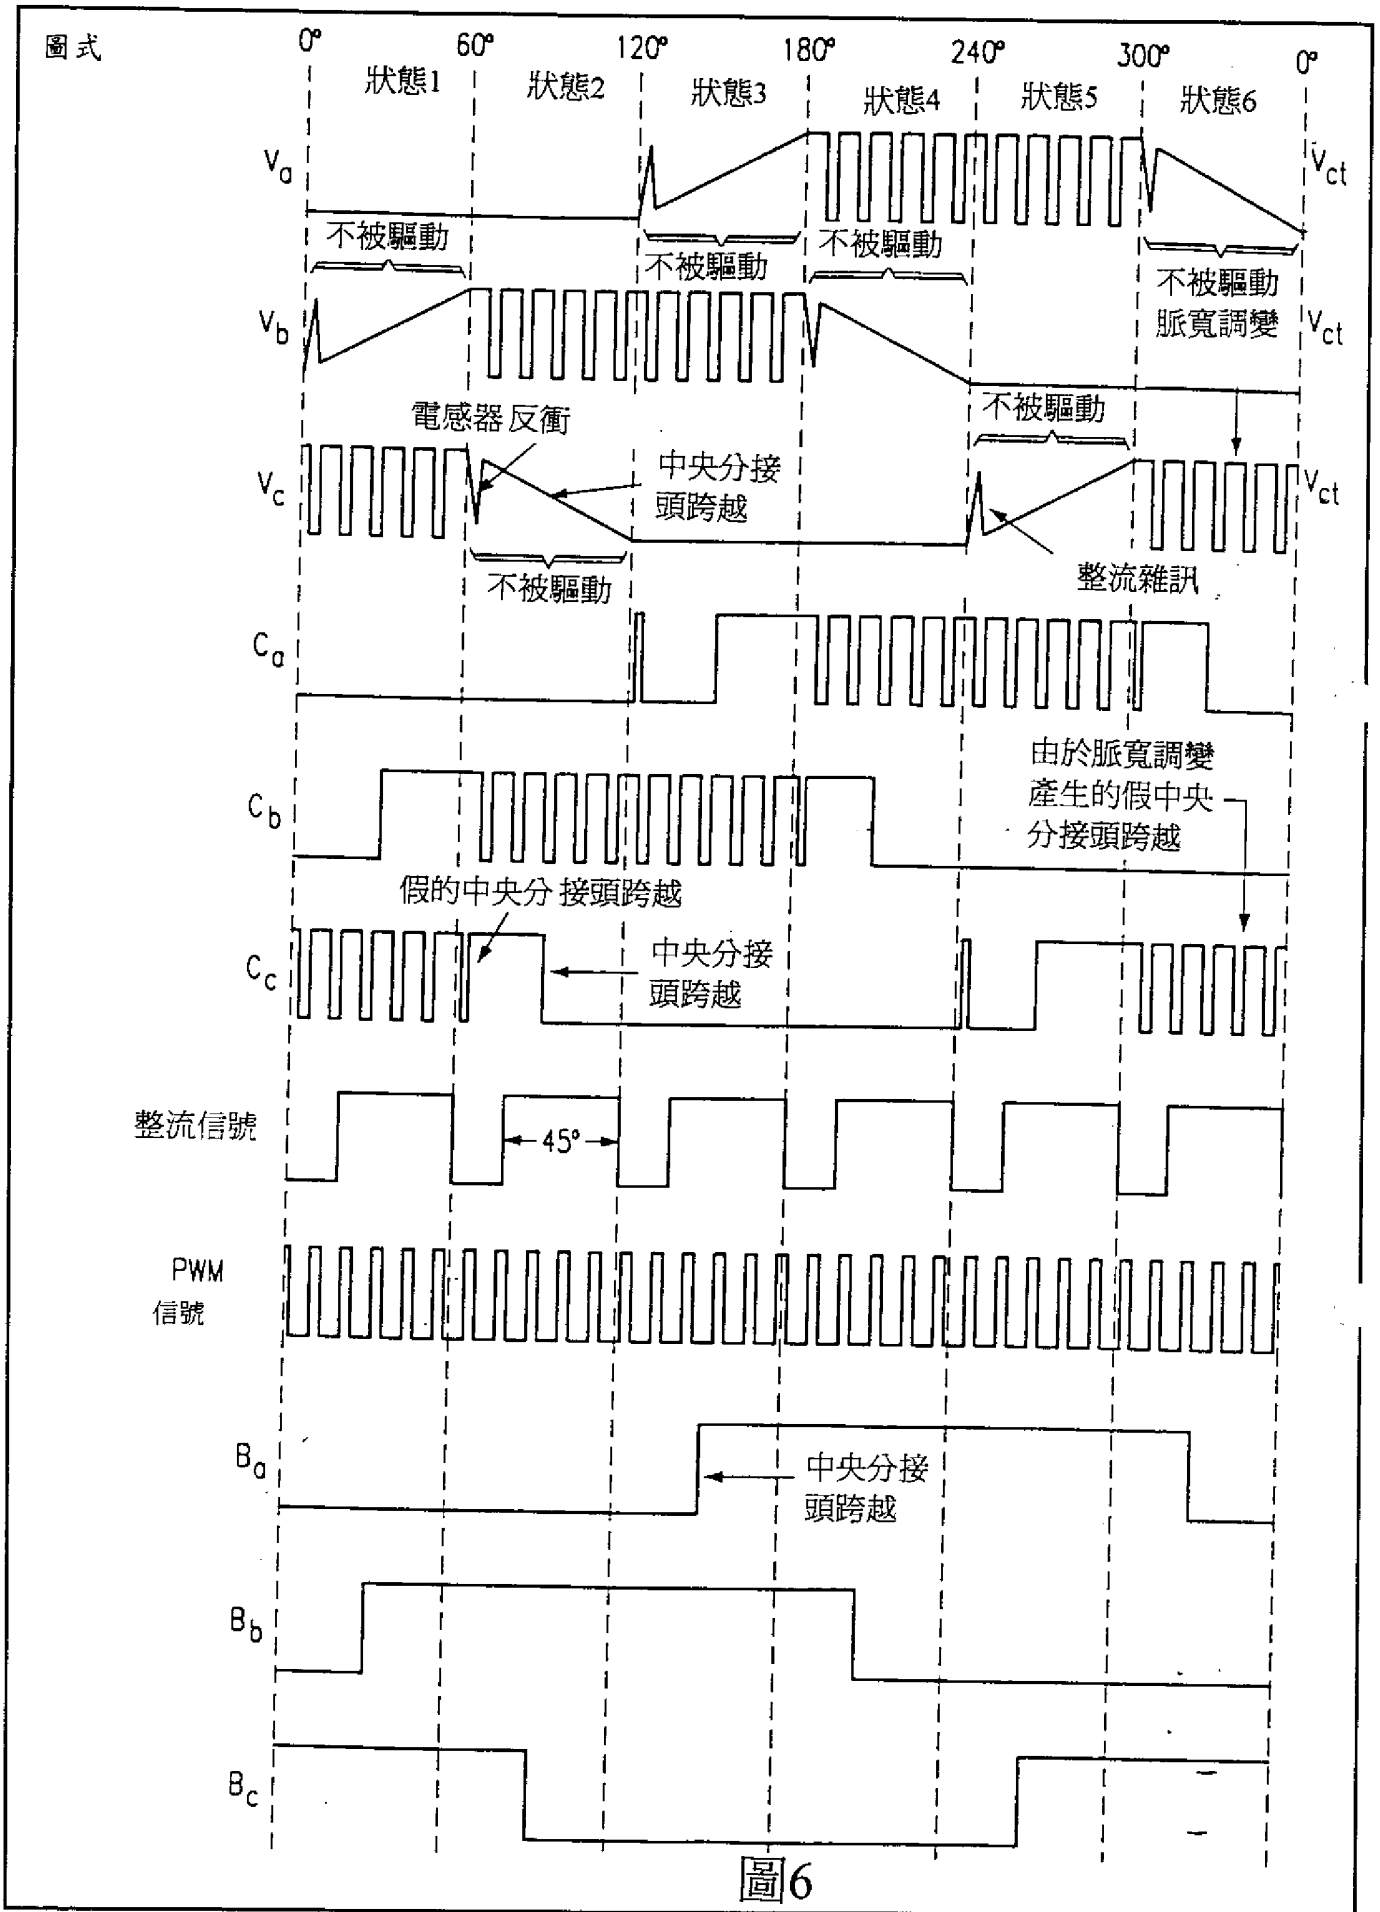 圖式
0° 60° 120° 180° 240° 300° 0°
狀態1 狀態2 狀態3 狀態4 狀態5 狀態6
Va
Vct
不被驅動
不被驅動
不被驅動
不被驅動
脈寬調變
Vb
Vct
電感器反衝
不被驅動
Vc
中央分接
頭跨越
Vct
不被驅動
整流雜訊
Ca
由於脈寬調變
產生的假中央
分接頭跨越
Cb
假的中央分接頭跨越
Cc
中央分接
頭跨越
整流信號
45°
PWM
信號
Ba
中央分接
頭跨越
Bb
Bc
圖6